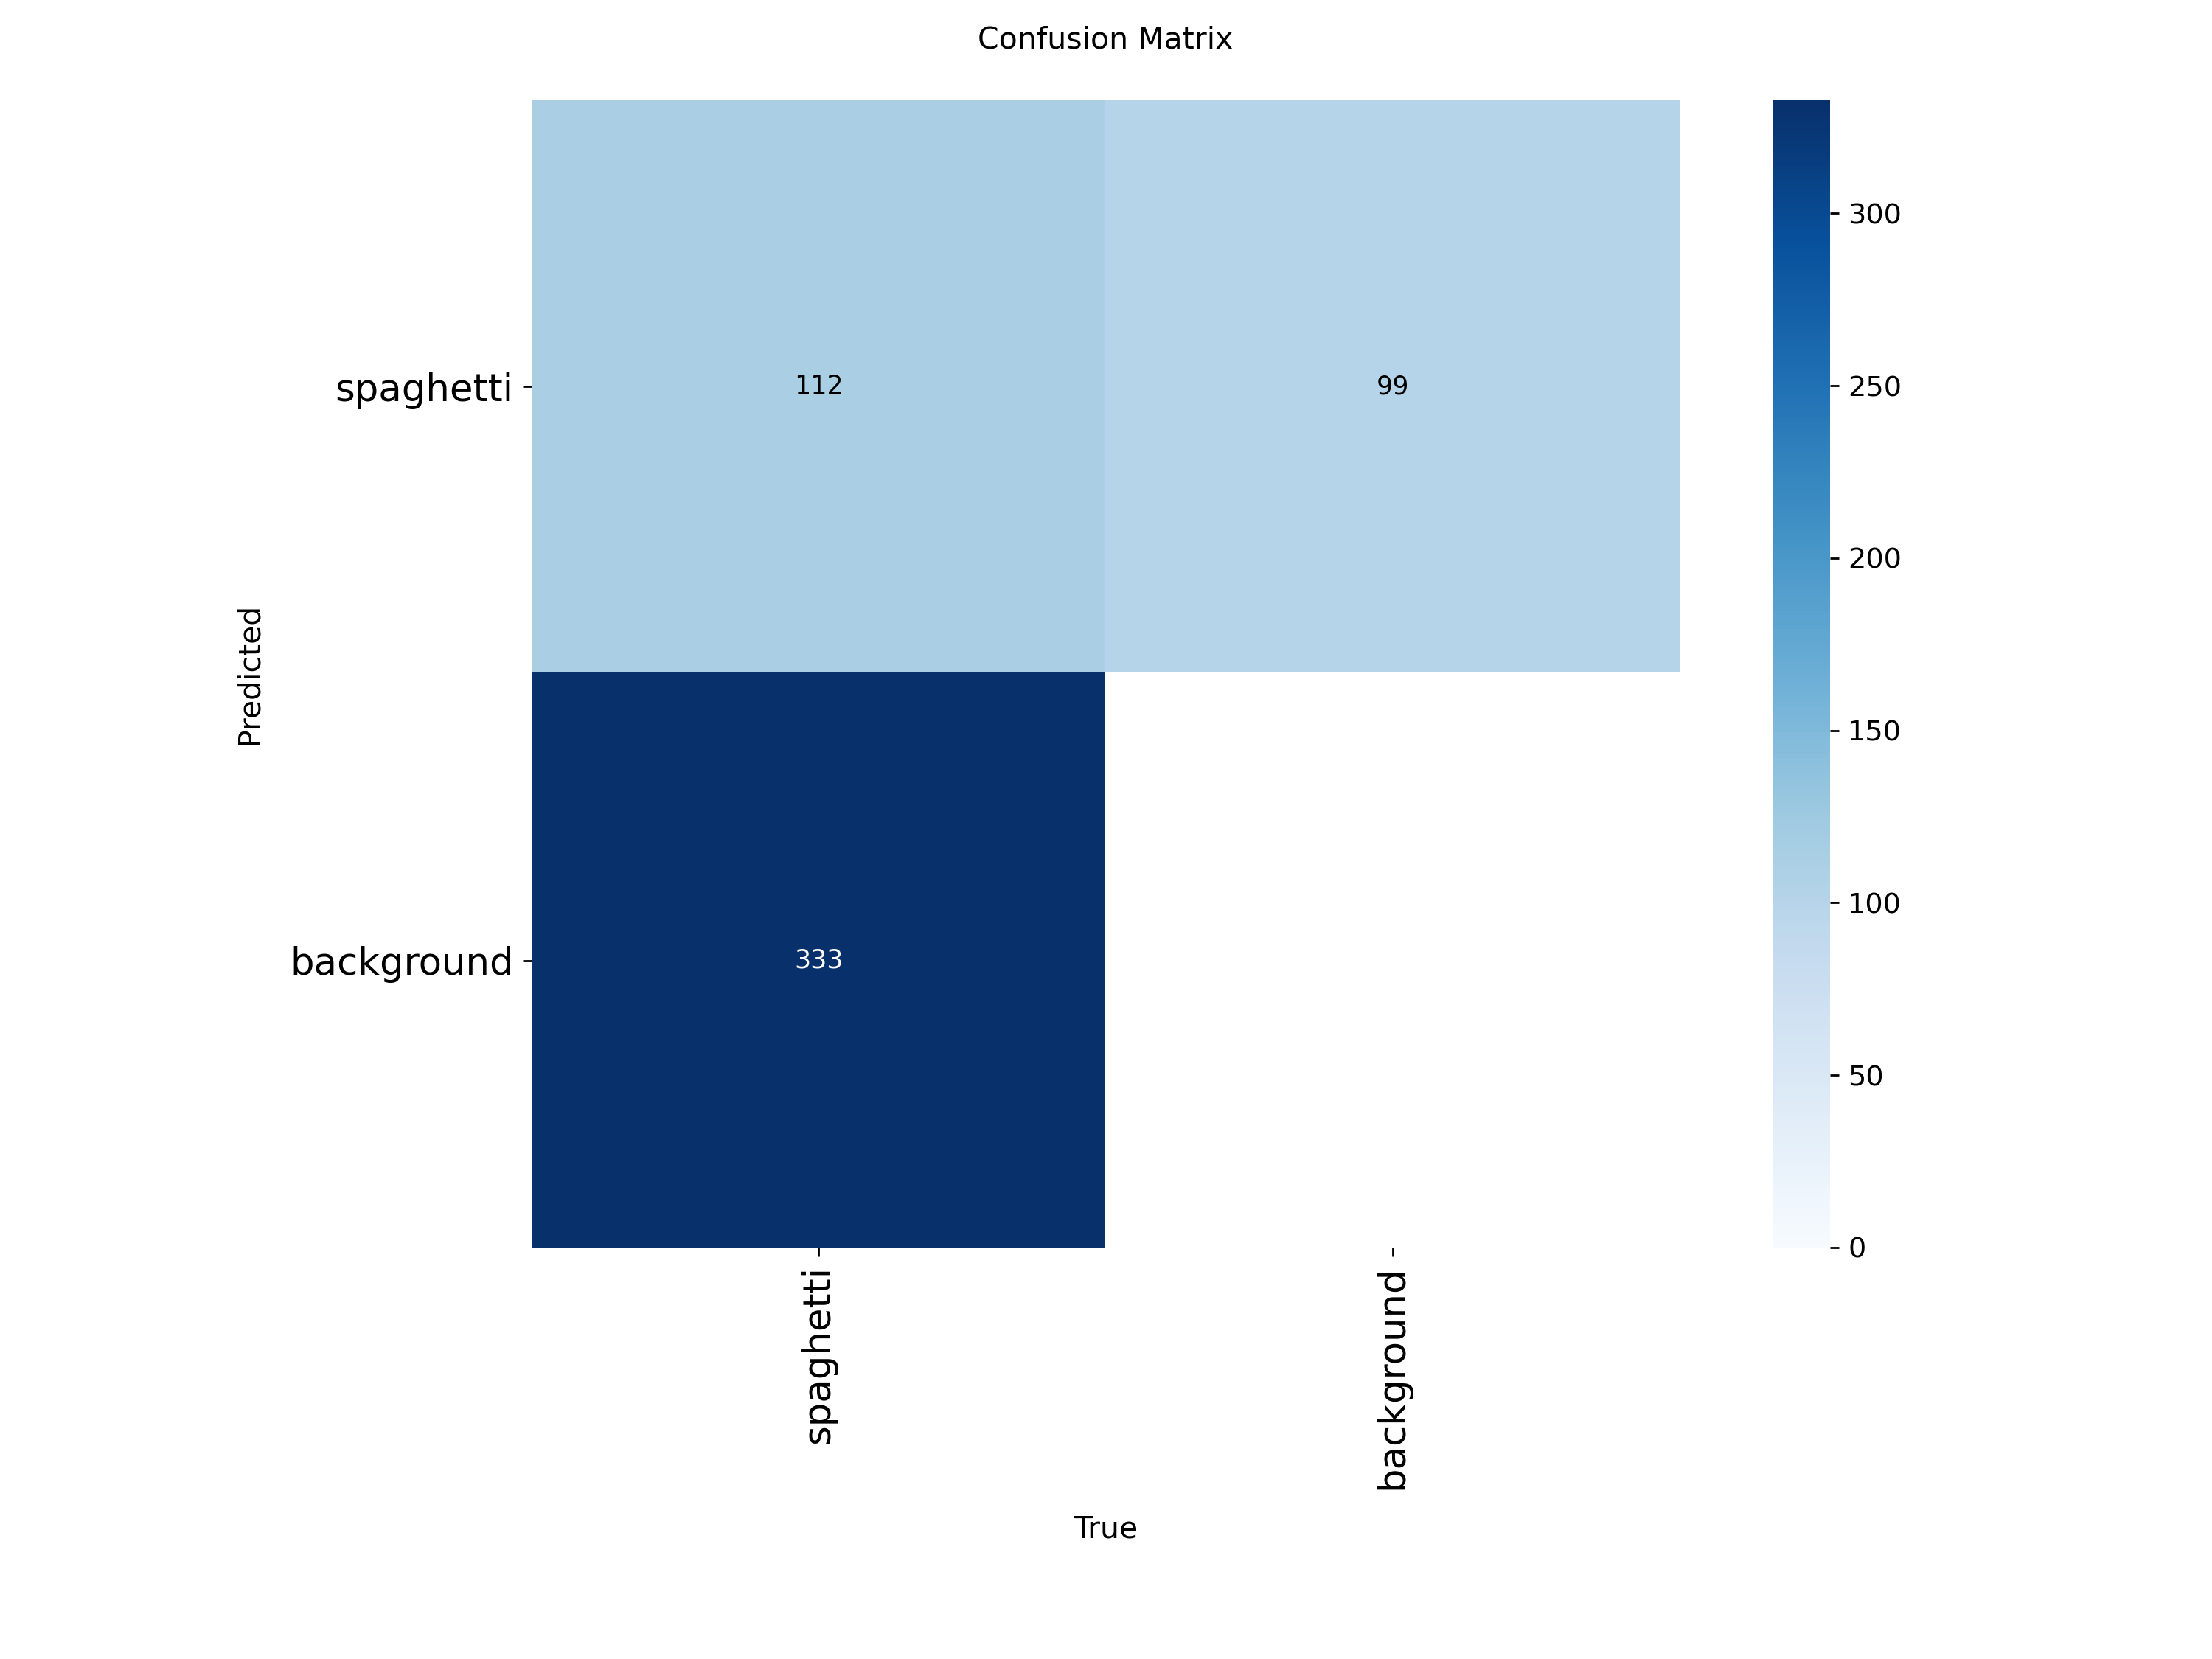 Confusion Matrix
spaghetti
112
99
300
250
200
150
100
50
0
Predicted
background
333
spaghetti
background
True